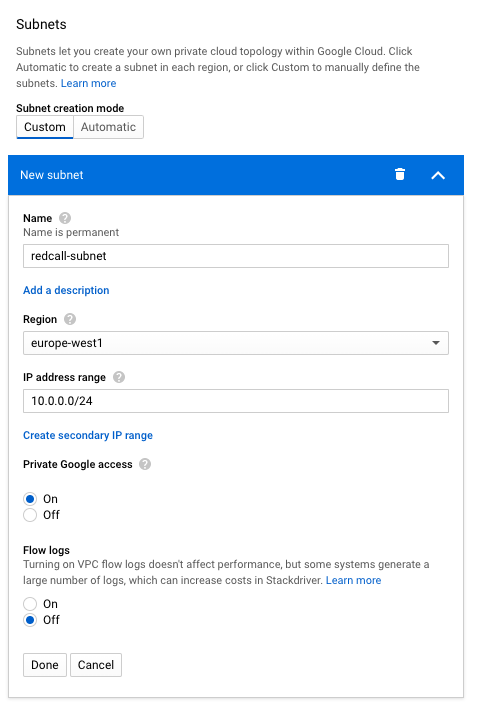 Subnets
Subnets let you create your own private cloud topology within Google Cloud. Click
Automatic to create a subnet in each region, or click Custom to manually define the
subnets. Learn more
Subnet creation mode
Custom Automatic
New subnet
Name ?
Name is permanent
redcall-subnet
Add a description
Region ?
europe-west1
IP address range ?
10.0.0.0/24
Create secondary IP range
Private Google access ?
On
Off
Flow logs
Turning on VPC flow logs doesn't affect performance, but some systems generate a
large number of logs, which can increase costs in Stackdriver. Learn more
On
Off
Done Cancel